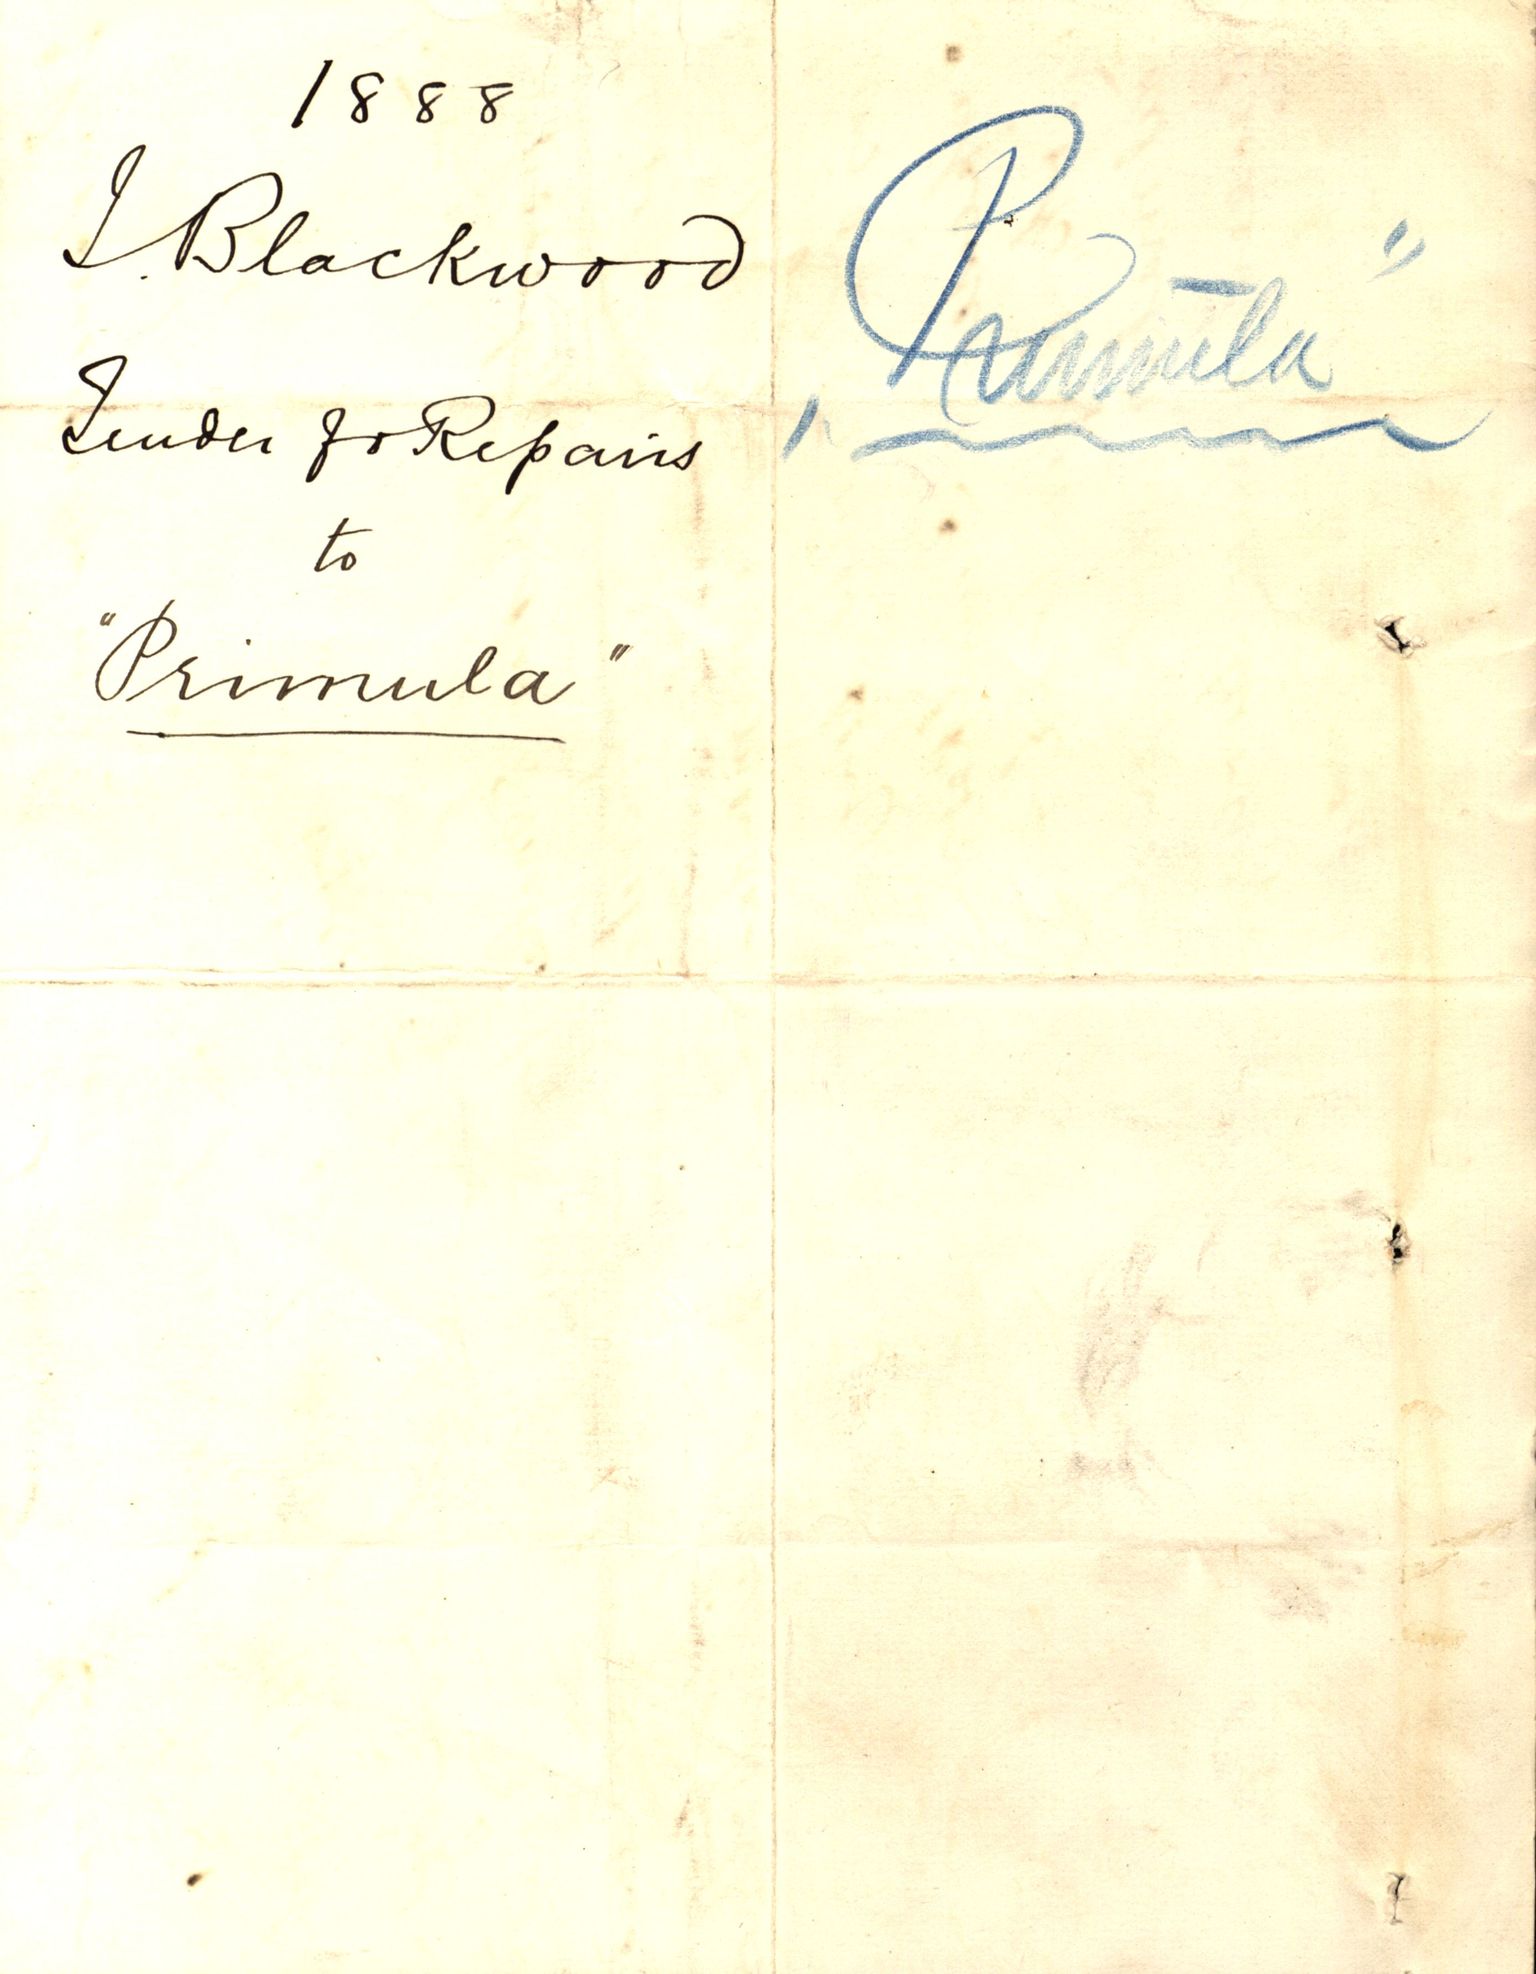 1888
J. Blackwood
Tender for Repairs
to
"Primula"
"Primula"